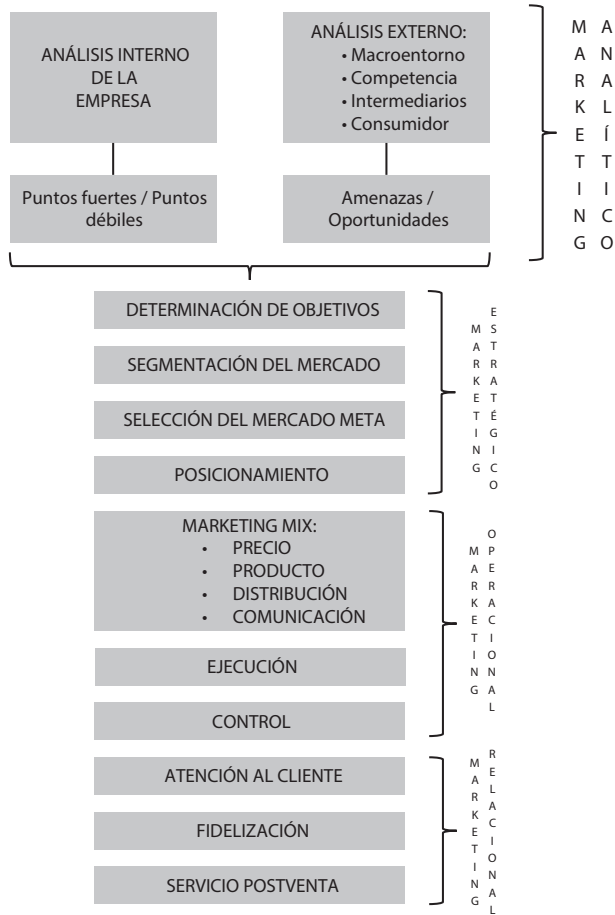 ANÁLISIS INTERNO
DE LA
EMPRESA
Puntos fuertes / Puntos
débiles
ANÁLISIS EXTERNO:
• Macroentorno
• Competencia
• Intermediarios
• Consumidor
Amenazas /
Oportunidades
MARKETING
ANALÍTICO
DETERMINACIÓN DE OBJETIVOS
SEGMENTACIÓN DEL MERCADO
SELECCIÓN DEL MERCADO META
POSICIONAMIENTO
MARKETING
ESTRATÉGICO
MARKETING MIX:
• PRECIO
• PRODUCTO
• DISTRIBUCIÓN
• COMUNICACIÓN
EJECUCIÓN
CONTROL
MARKETING
OPERACIONAL
ATENCIÓN AL CLIENTE
FIDELIZACIÓN
SERVICIO POSTVENTA
MARKETING
RELACIONAL